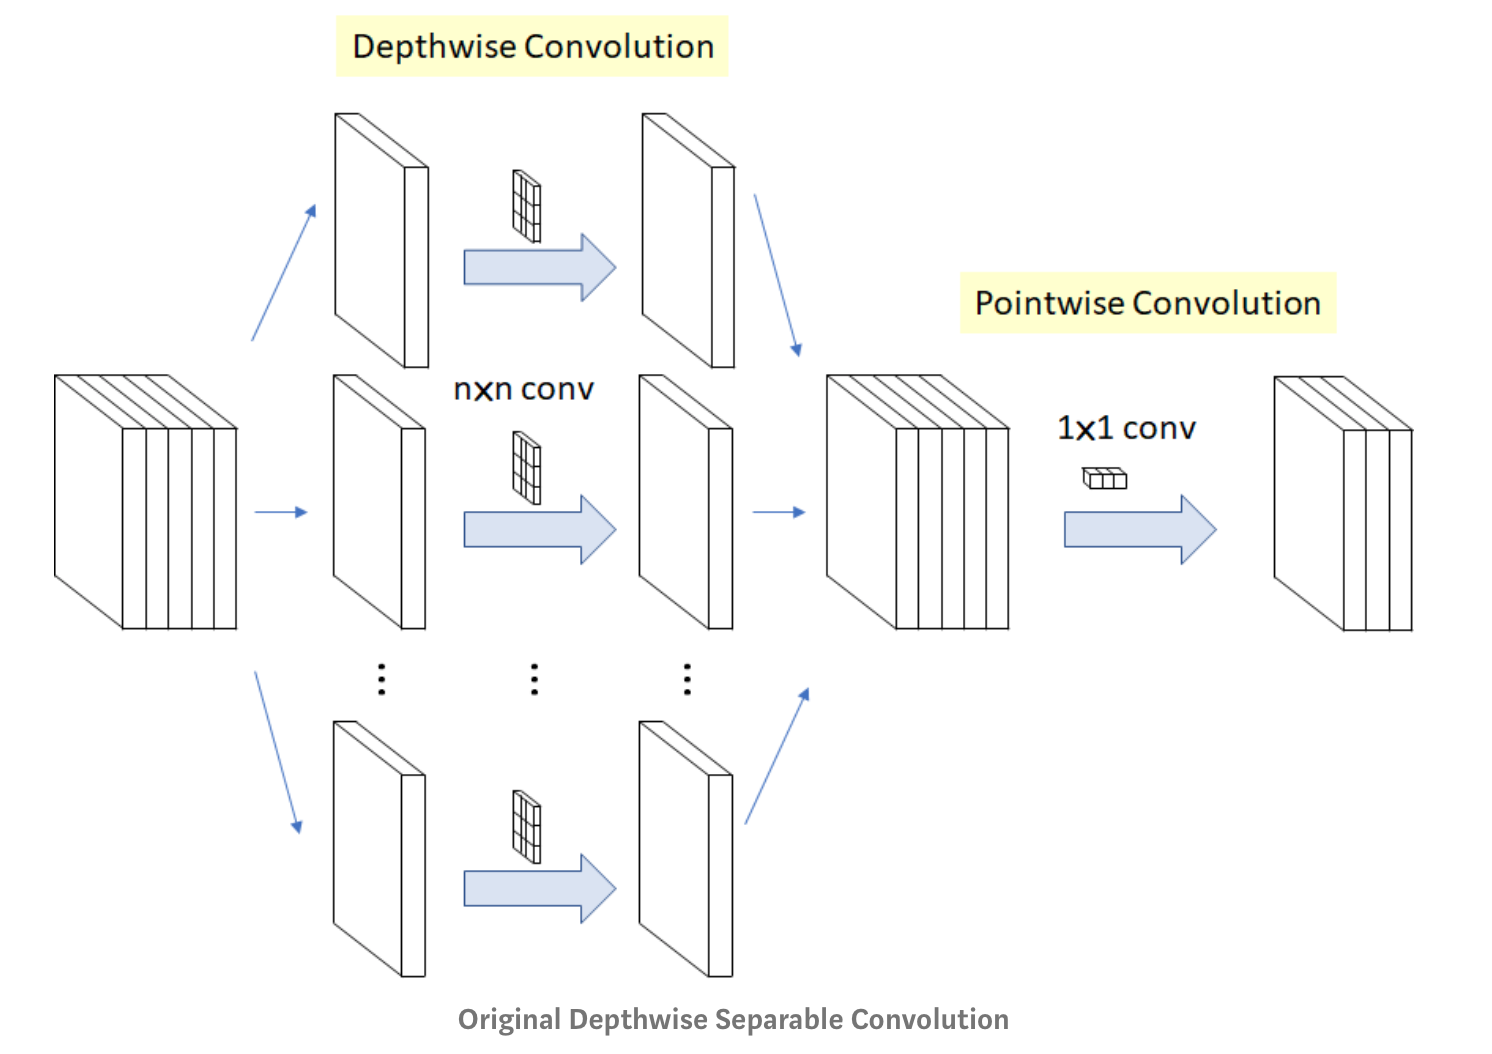 Depthwise Convolution
Pointwise Convolution
nxn conv
1x1 conv
Original Depthwise Separable Convolution